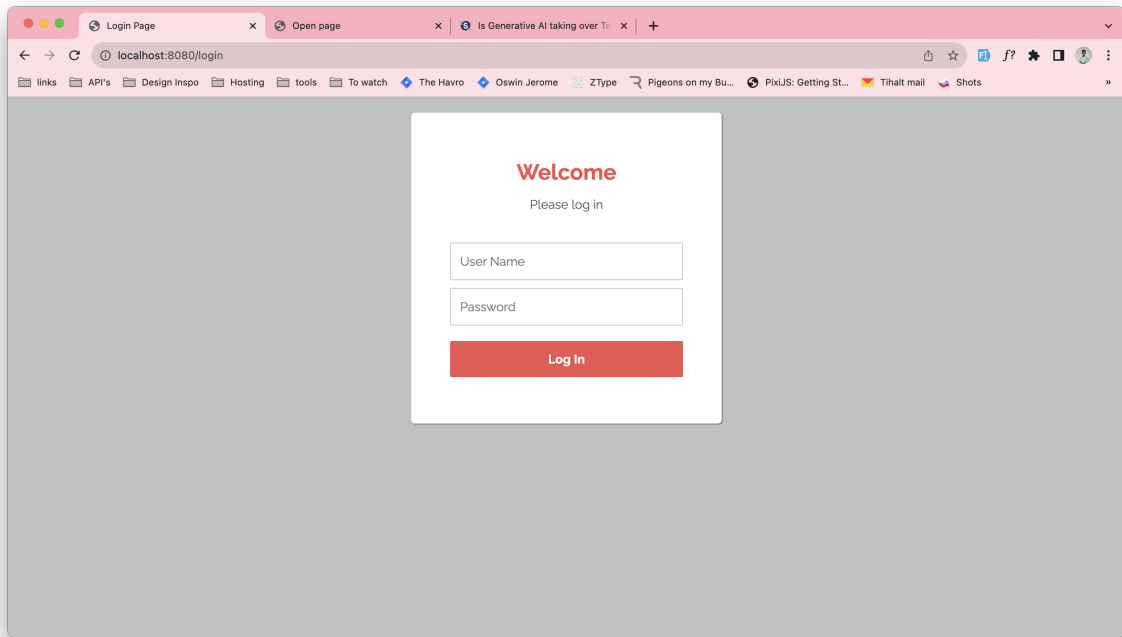 Login Page
Open page
Is Generative AI taking over Te
localhost:8080/login
links API's Design Inspo Hosting tools To watch The Havro Oswin Jerome ZType Pigeons on my Bu... PixiJS: Getting St... Tihalt mail Shots »
Welcome
Please log in
User Name
Password
Log In